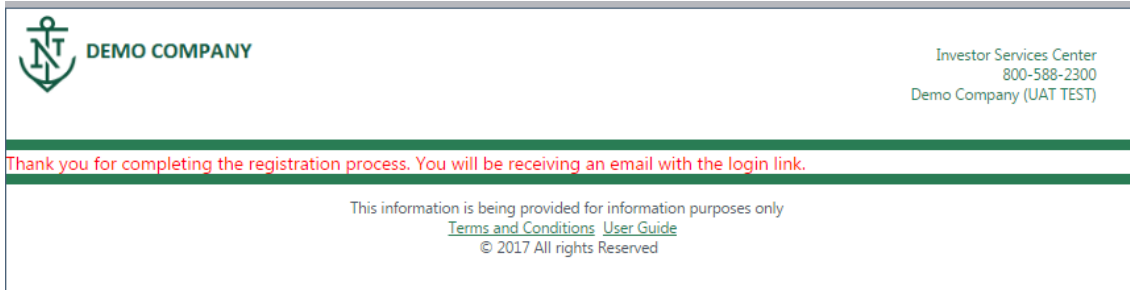 NT
DEMO COMPANY
Investor Services Center
800-588-2300
Demo Company (UAT TEST)
Thank you for completing the registration process. You will be receiving an email with the login link.
This information is being provided for information purposes only
Terms and Conditions User Guide
© 2017 All rights Reserved